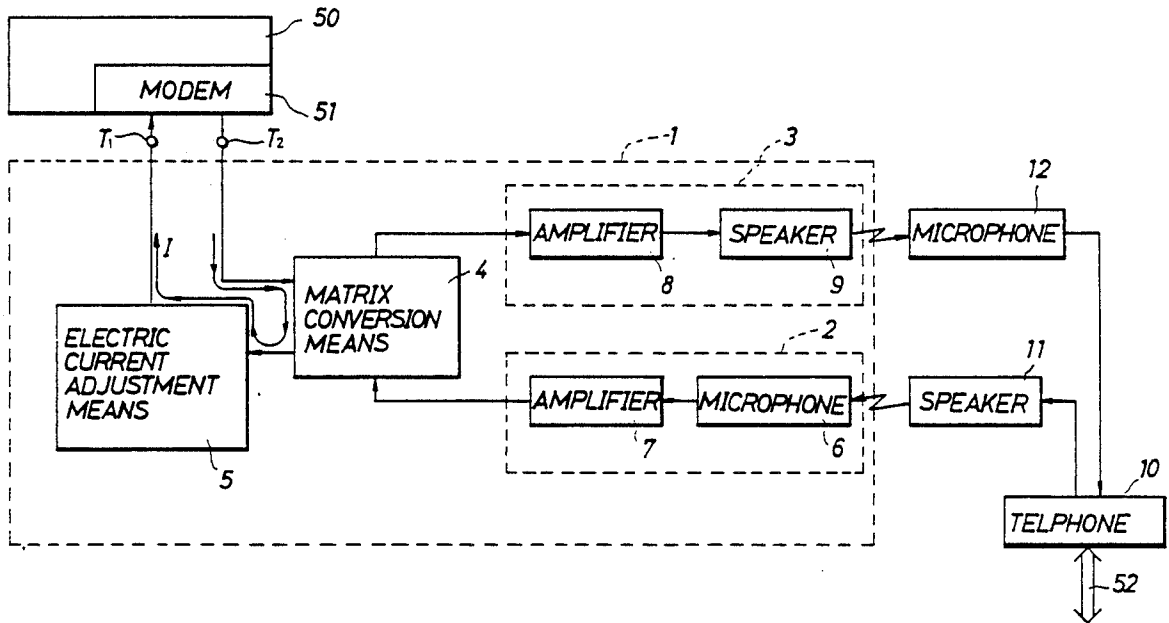 50
MODEM
51
T1
T2
1
3
12
AMPLIFIER
SPEAKER
MICROPHONE
8
9
I
4
MATRIX
CONVERSION
MEANS
ELECTRIC
CURRENT
ADJUSTMENT
MEANS
5
2
11
AMPLIFIER
MICROPHONE
SPEAKER
7
6
10
TELPHONE
52